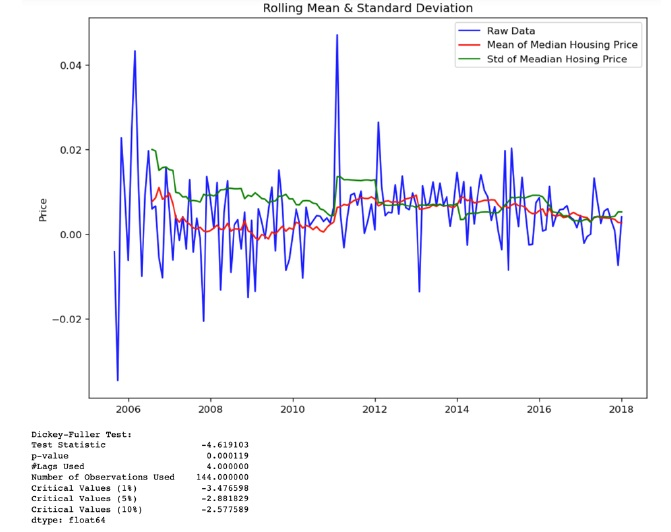 Rolling Mean & Standard Deviation
Raw Data
Mean of Median Housing Price
Std of Meadian Hosing Price
Price
0.04
0.02
0.00
−0.02
2006 2008 2010 2012 2014 2016 2018
Dickey-Fuller Test:
Test Statistic -4.619103
p-value 0.000119
#Lags Used 4.000000
Number of Observations Used 144.000000
Critical Values (1%) -3.476598
Critical Values (5%) -2.881829
Critical Values (10%) -2.577589
dtype: float64